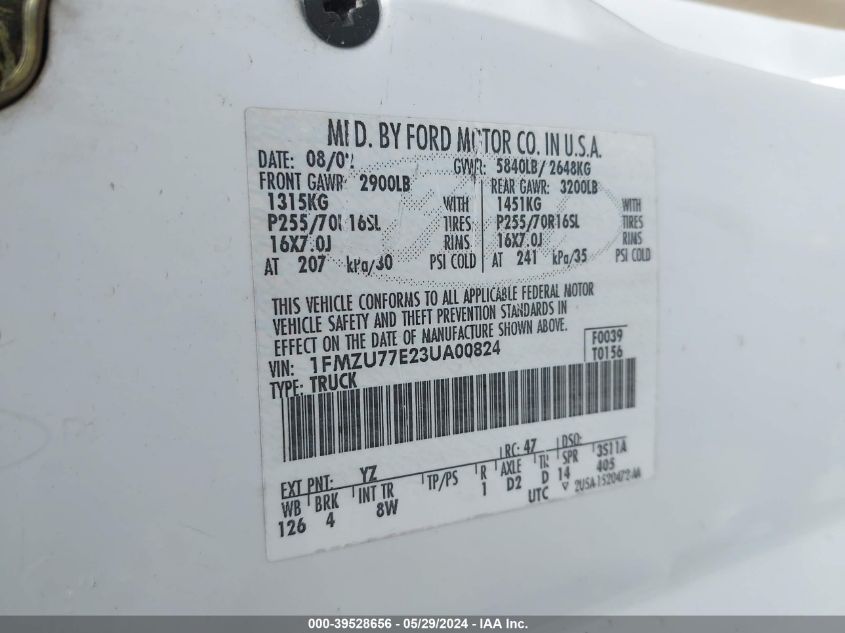 MFD. BY FORD MOTOR CO. IN U.S.A.
DATE: 08/02 GVWR: 5840LB/ 2648KG
FRONT GAWR: 2900LB REAR GAWR: 3200LB
1315KG WITH 1451KG WITH
P255/70R16SL TIRES P255/70R16SL TIRES
16X7.0J RIMS 16X7.0J RIMS
AT 207 kPa/30 PSI COLD AT 241 kPa/35 PSI COLD
THIS VEHICLE CONFORMS TO ALL APPLICABLE FEDERAL MOTOR
VEHICLE SAFETY AND THEFT PREVENTION STANDARDS IN
EFFECT ON THE DATE OF MANUFACTURE SHOWN ABOVE.
VIN: 1FMZU77E23UA00824 F0039
TYPE: TRUCK T0156
EXT PNT: YZ RC: 47 DSO:
WB BRK INT TR TP/PS R AXLE TR SPR 3S11A
126 4 8W 1 D2 D 14 405
UTC 2USA-1520472-AA
000-39528656 - 05/29/2024 - IAA Inc.